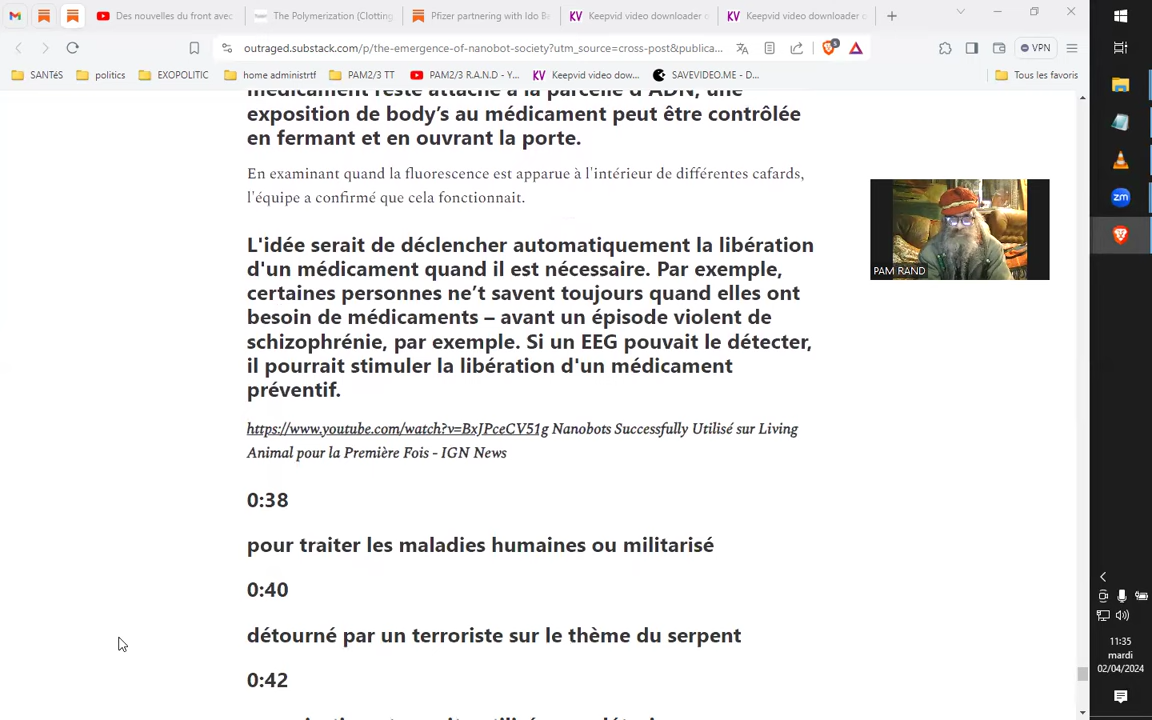 Des nouvelles du front avec
The Polymerization (Clotting
Pfizer partnering with Ido Be
Keepvid video downloader o
Keepvid video downloader o
outraged.substack.com/p/the-emergence-of-nanobot-society?utm_source=cross-post&publica...
VPN
SANTéS
politics
EXOPOLITIC
home administrtf
PAM2/3 TT
PAM2/3 R.A.N.D - Y...
Keepvid video dow...
SAVEVIDEO.ME - D...
Tous les favoris
médicament reste attaché à la parcelle d'ADN, une
exposition de body’s au médicament peut être contrôlée
en fermant et en ouvrant la porte.
En examinant quand la fluorescence est apparue à l'intérieur de différentes cafards,
l'équipe a confirmé que cela fonctionnait.
L'idée serait de déclencher automatiquement la libération
d'un médicament quand il est nécessaire. Par exemple,
certaines personnes ne’t savent toujours quand elles ont
besoin de médicaments – avant un épisode violent de
schizophrénie, par exemple. Si un EEG pouvait le détecter,
il pourrait stimuler la libération d'un médicament
préventif.
https://www.youtube.com/watch?v=BxJPceCV51g Nanobots Successfully Utilisé sur Living
Animal pour la Première Fois - IGN News
0:38
pour traiter les maladies humaines ou militarisé
0:40
détourné par un terroriste sur le thème du serpent
0:42
PAM RAND
zm
11:35
mardi
02/04/2024